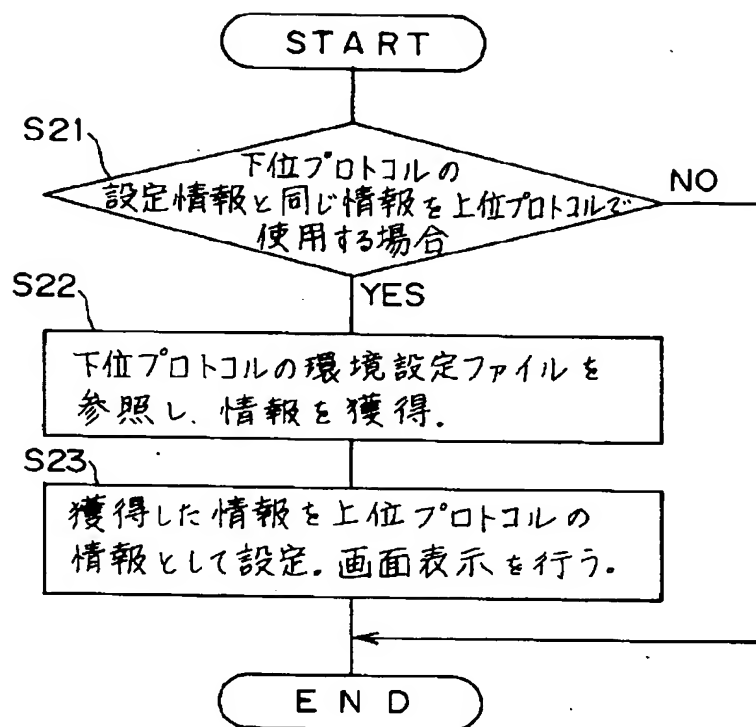 START
S21
下位プロトコルの
設定情報と同じ情報を上位プロトコルで
使用する場合
NO
YES
S22
下位プロトコルの環境設定ファイルを
参照し、情報を獲得.
S23
獲得した情報を上位プロトコルの
情報として設定.画面表示を行う.
END